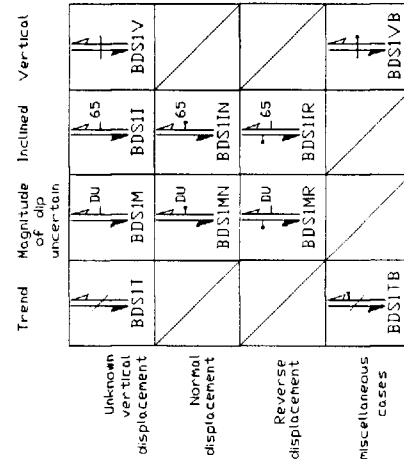 Trend
Magnitude
of dip
uncertain
Inclined
Vertical
Unknown
vertical
displacement
BDS1T
DU
BDS1M
65
BDS1I
BDS1V
Normal
displacement
DU
BDS1MN
65
BDS1IN
Reverse
displacement
DU
BDS1MR
65
BDS1IR
miscellaneous
cases
BDS1TB
BDS1VB